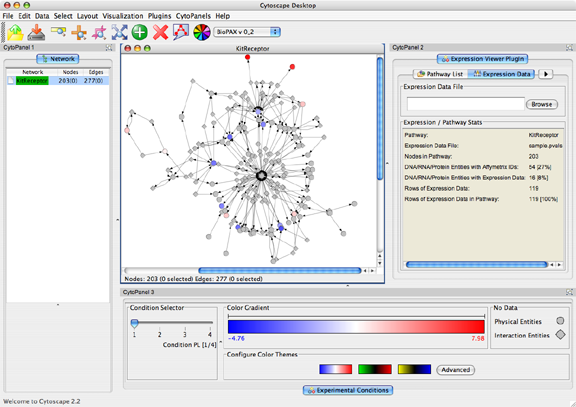 Cytoscape Desktop
File Edit Data Select Layout Visualization Plugins CytoPanels Help
BioPAX v 0_2
CytoPanel 1
Network
Network Nodes Edges
KitReceptor 203(0) 277(0)
KitReceptor
Nodes: 203 (0 selected) Edges: 277 (0 selected)
CytoPanel 2
Expression Viewer Plugin
Pathway List Expression Data
Expression Data File
Browse
Expression / Pathway Stats
Pathway: KitReceptor
Expression Data File: sample.pvals
Nodes in Pathway: 203
DNA/RNA/Protein Entities with Affymetrix IDs: 54 [27%]
DNA/RNA/Protein Entities with Expression Data: 16 [8%]
Rows of Expression Data: 119
Rows of Expression Data in Pathway: 119 [100%]
CytoPanel 3
Condition Selector
1 2 3 4
Condition PL [1/4]
Color Gradient
-4.76 7.98
Configure Color Themes
Advanced
No Data
Physical Entities
Interaction Entities
Experimental Conditions
Welcome to Cytoscape 2.2